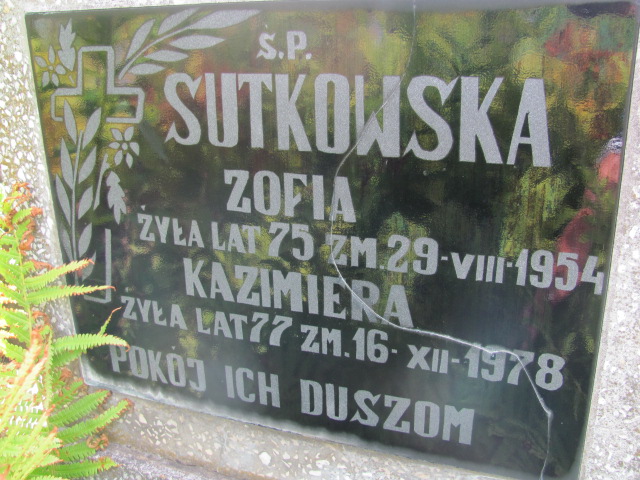 Ś.P.
SUTKOWSKA
ZOFIA
ŻYŁA LAT 75 ZM. 29-VIII-1954
KAZIMIERA
ŻYŁA LAT 77 ZM. 16-XII-1978
POKÓJ ICH DUSZOM